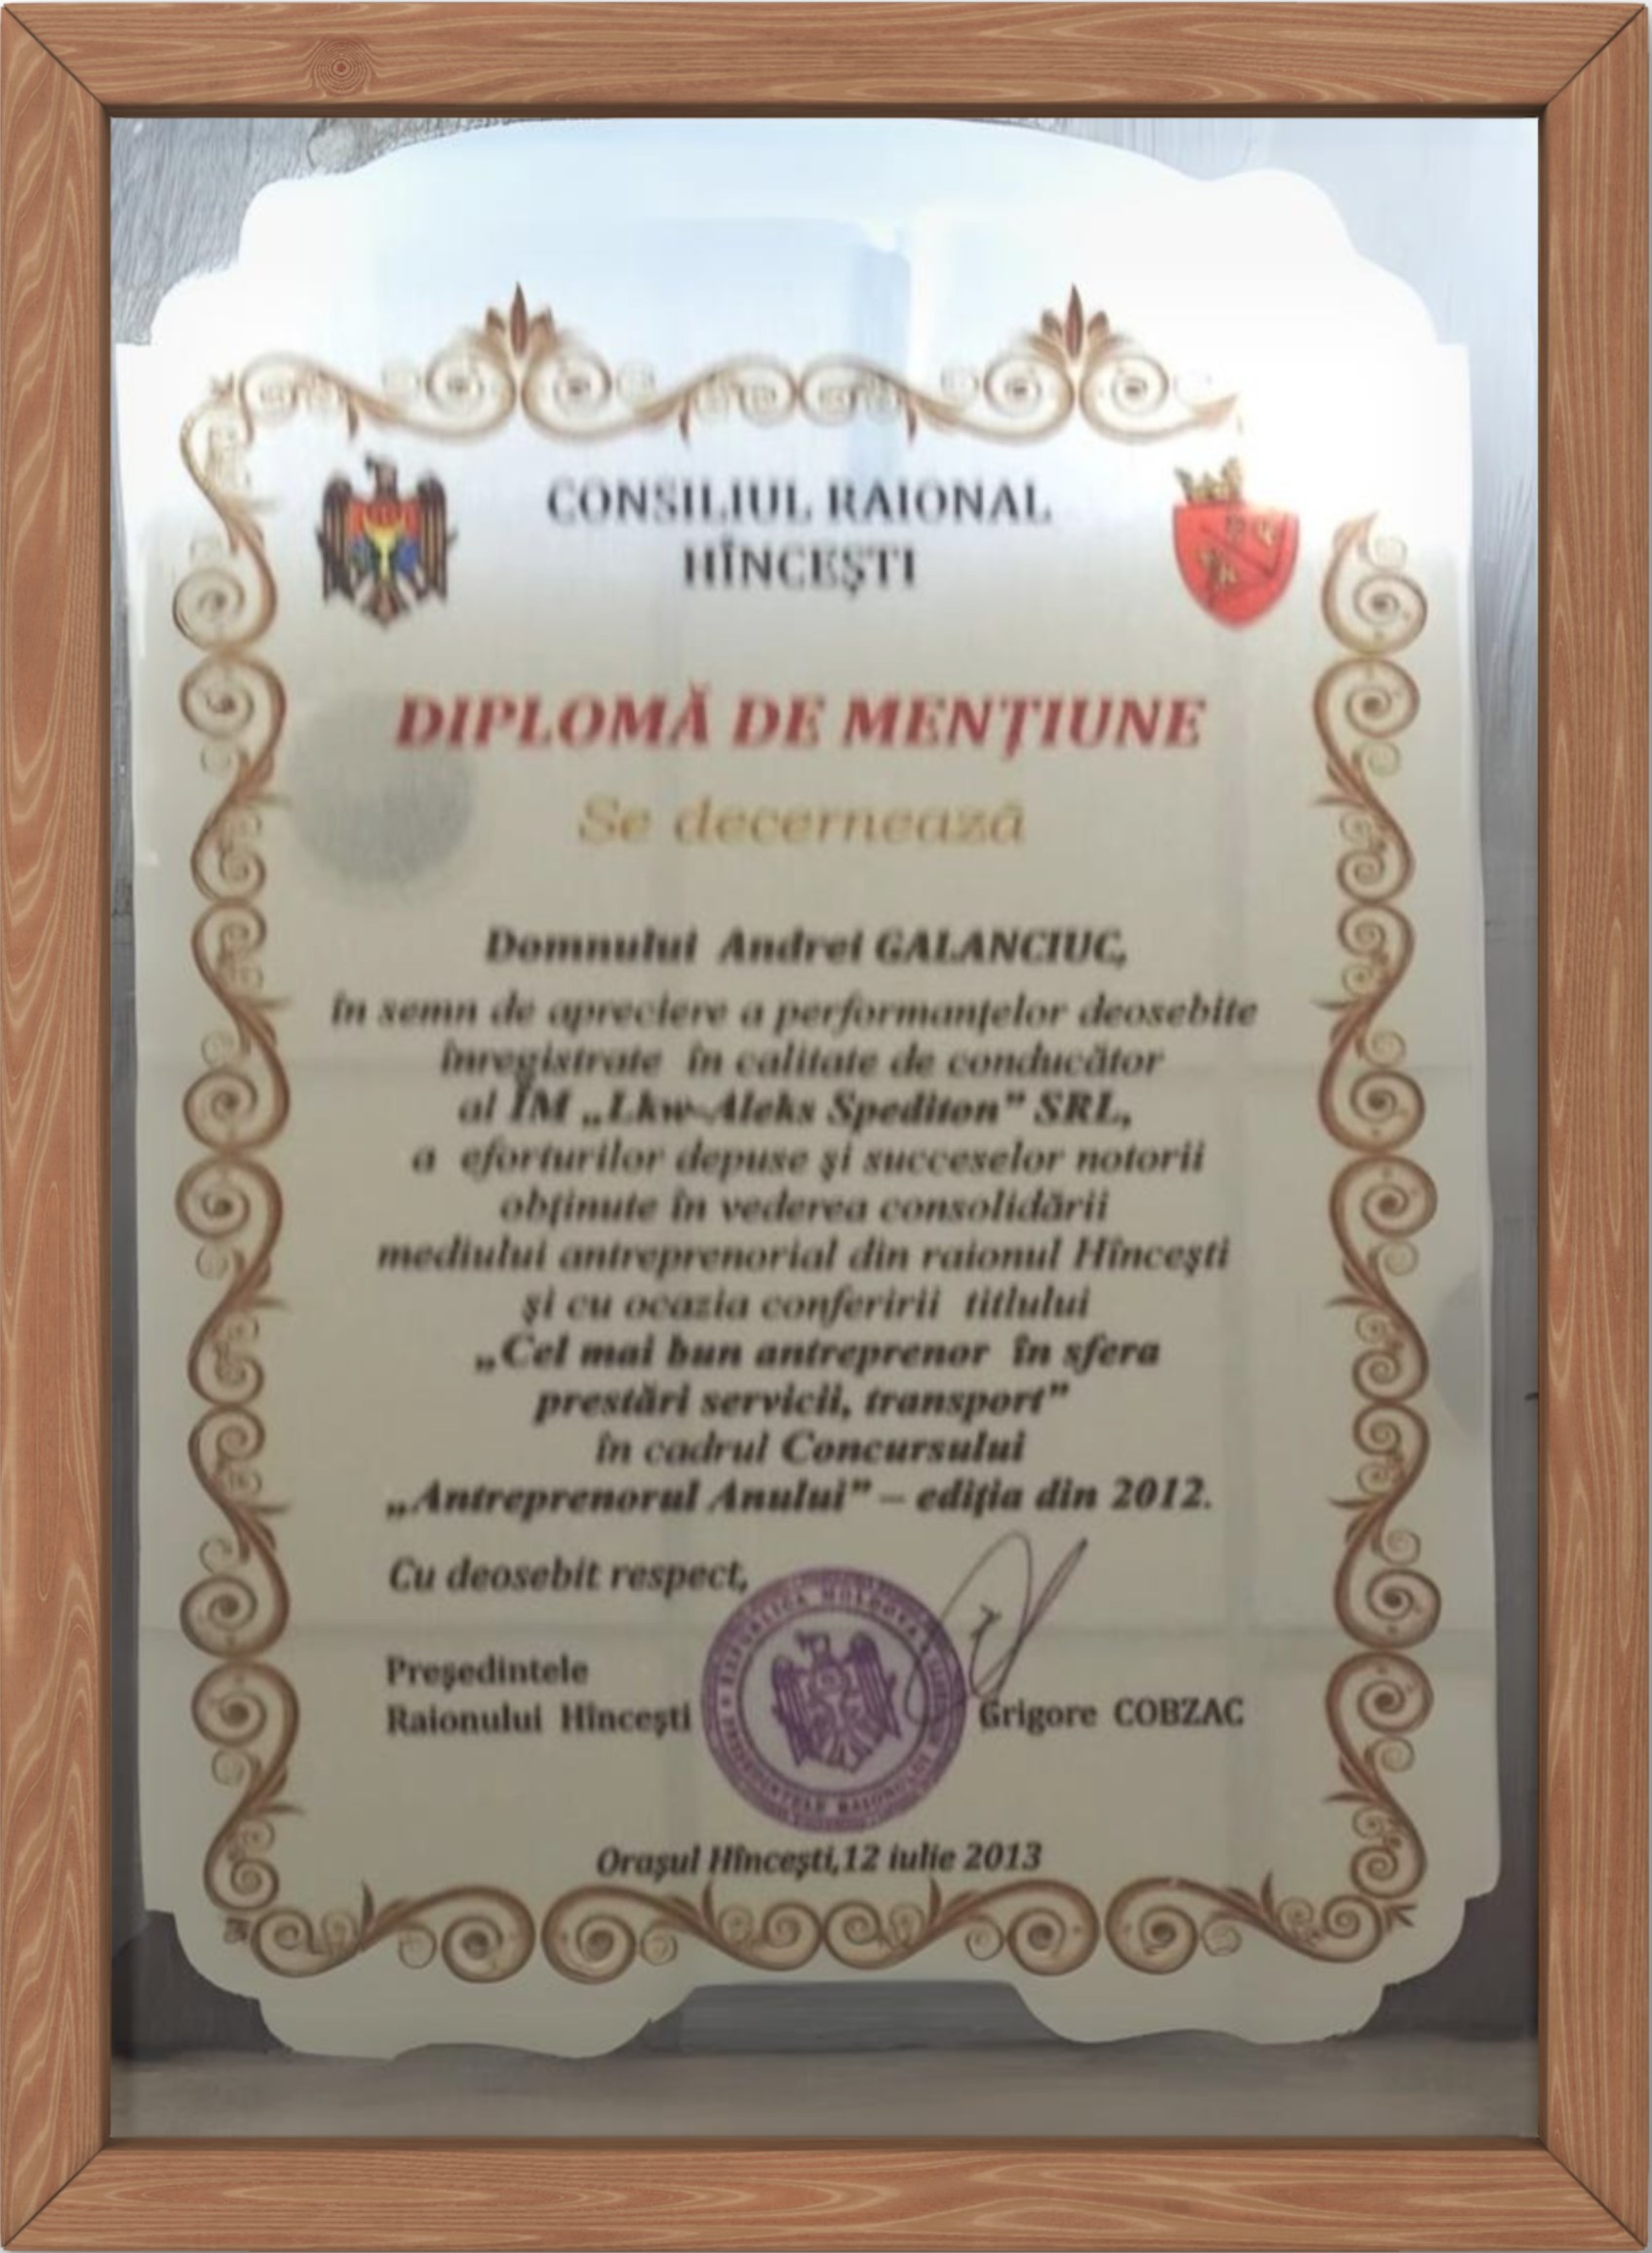 CONSILIUL RAIONAL
HÎNCEŞTI
DIPLOMĂ DE MENŢIUNE
Se decernează
Domnului Andrei GALANCIUC,
în semn de apreciere a performanţelor deosebite
înregistrate în calitate de conducător
al ÎM „Lkw-Aleks Spediton” SRL,
a eforturilor depuse şi succeselor notorii
obţinute în vederea consolidării
mediului antreprenorial din raionul Hînceşti
şi cu ocazia conferirii titlului
„Cel mai bun antreprenor în sfera
prestări servicii, transport”
în cadrul Concursului
„Antreprenorul Anului” – ediţia din 2012.
Cu deosebit respect,
REPUBLICA MOLDOVA
Preşedintele
Raionului Hînceşti
Grigore COBZAC
PREŞEDINTELE RAIONULUI
Oraşul Hînceşti,12 iulie 2013